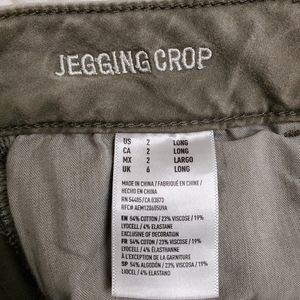 JEGGING CROP
US 2 LONG
CA 2 LONG
MX 2 LARGO
UK 6 LONG
MADE IN CHINA / FABRIQUÉ EN CHINE /
HECHO EN CHINA
RN 54485/CA 03873
RFC# AEM120605U9A
EN 54% COTTON / 23% VISCOSE / 19%
LYOCELL / 4% ELASTANE
EXCLUSIVE OF DECORATION
FR 54% COTON / 23% VISCOSE / 19%
LYOCELL / 4% ÉLASTHANNE
À L'EXCEPTION DE LA GARNITURE
SP 54% ALGODÓN / 23% VISCOSA / 19%
LIOCEL / 4% ELASTANO